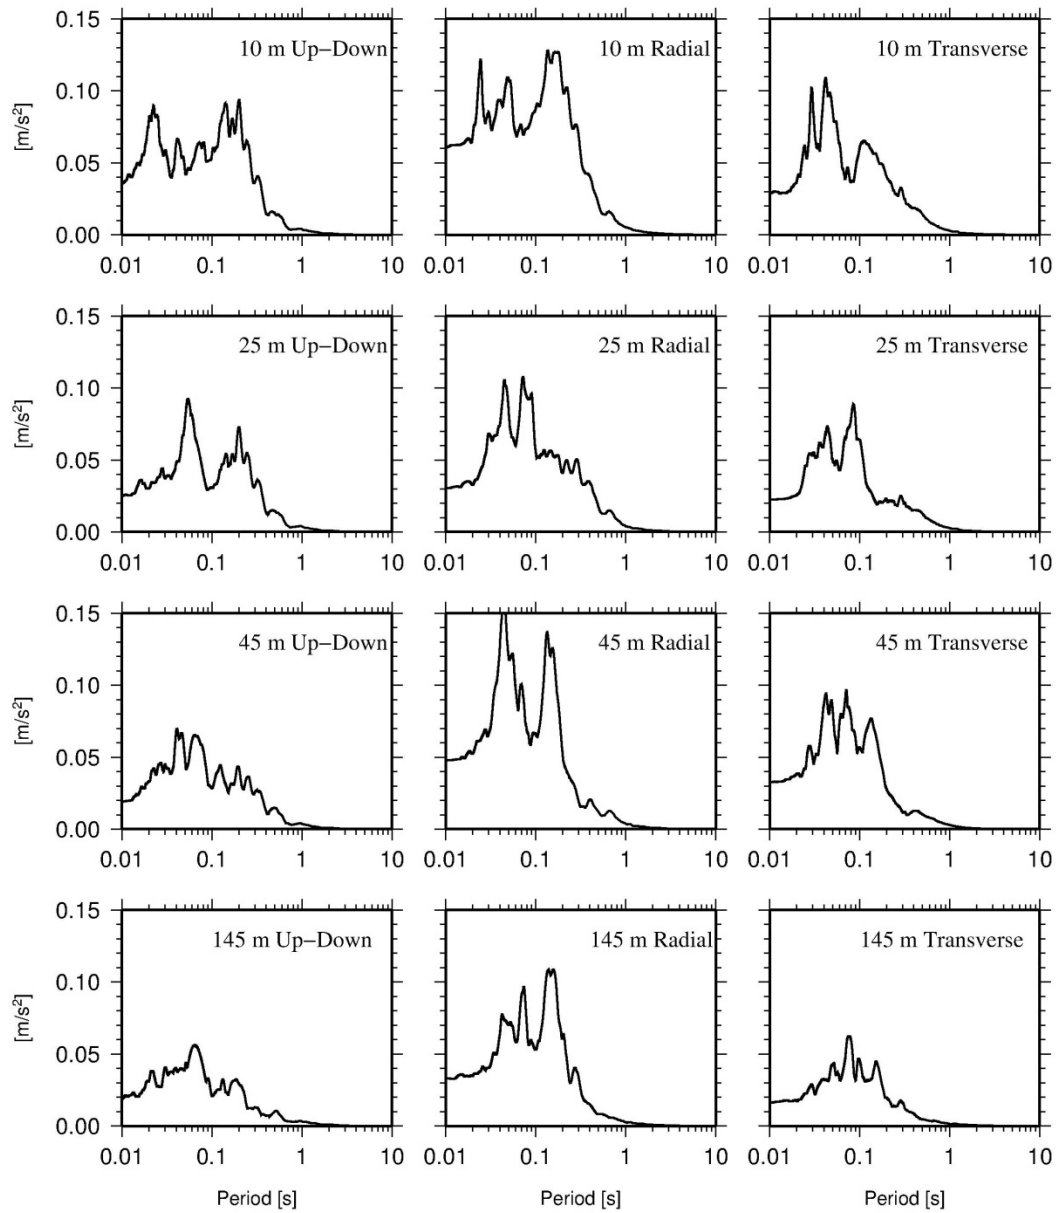 0.15
10 m Up−Down
10 m Radial
10 m Transverse
0.10
[m/s²]
0.05
0.00
0.01 0.1 1 10 0.01 0.1 1 10 0.01 0.1 1 10
0.15
25 m Up−Down
25 m Radial
25 m Transverse
0.10
[m/s²]
0.05
0.00
0.01 0.1 1 10 0.01 0.1 1 10 0.01 0.1 1 10
0.15
45 m Up−Down
45 m Radial
45 m Transverse
0.10
[m/s²]
0.05
0.00
0.01 0.1 1 10 0.01 0.1 1 10 0.01 0.1 1 10
0.15
145 m Up−Down
145 m Radial
145 m Transverse
0.10
[m/s²]
0.05
0.00
0.01 0.1 1 10 0.01 0.1 1 10 0.01 0.1 1 10
Period [s] Period [s] Period [s]